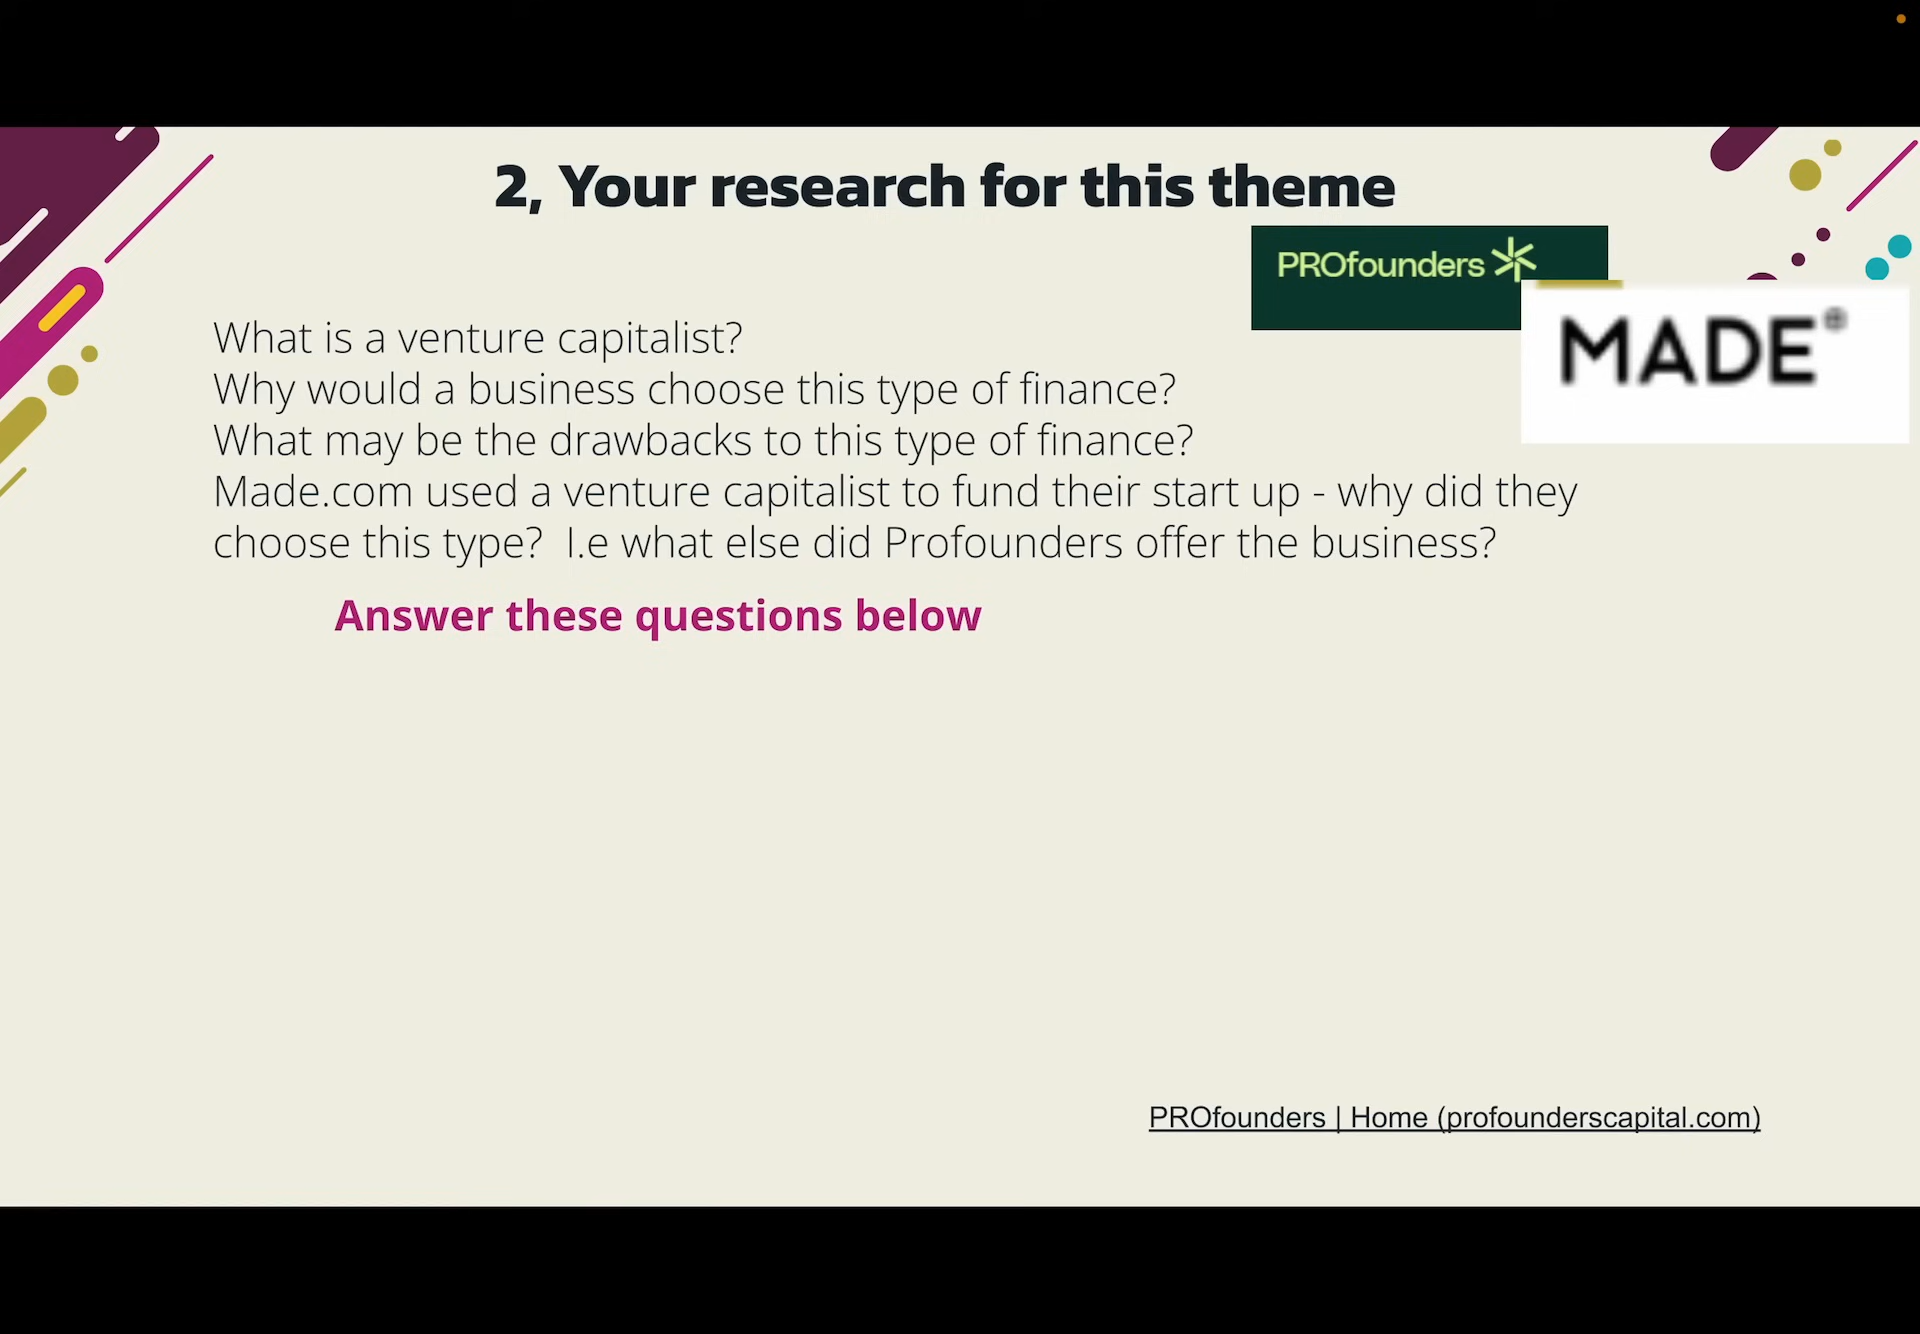 2, Your research for this theme
PROfounders
MADE
What is a venture capitalist?
Why would a business choose this type of finance?
What may be the drawbacks to this type of finance?
Made.com used a venture capitalist to fund their start up - why did they
choose this type?  I.e what else did Profounders offer the business?
Answer these questions below
PROfounders | Home (profounderscapital.com)